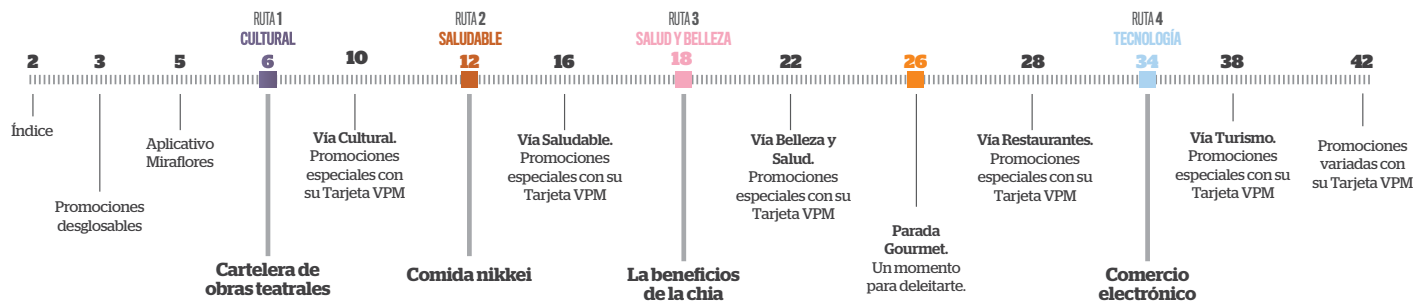 RUTA 1
CULTURAL
RUTA 2
SALUDABLE
RUTA 3
SALUD Y BELLEZA
RUTA 4
TECNOLOGÍA
2
3
5
6
10
12
16
18
22
26
28
34
38
42
Índice
Promociones
desglosables
Aplicativo
Miraflores
Cartelera de
obras teatrales
Vía Cultural.
Promociones
especiales con
su Tarjeta VPM
Comida nikkei
Vía Saludable.
Promociones
especiales con su
Tarjeta VPM
La beneficios
de la chia
Vía Belleza y
Salud.
Promociones
especiales con su
Tarjeta VPM
Parada
Gourmet.
Un momento
para deleitarte.
Vía Restaurantes.
Promociones
especiales con su
Tarjeta VPM
Comercio
electrónico
Vía Turismo.
Promociones
especiales con su
Tarjeta VPM
Promociones
variadas con
su Tarjeta VPM